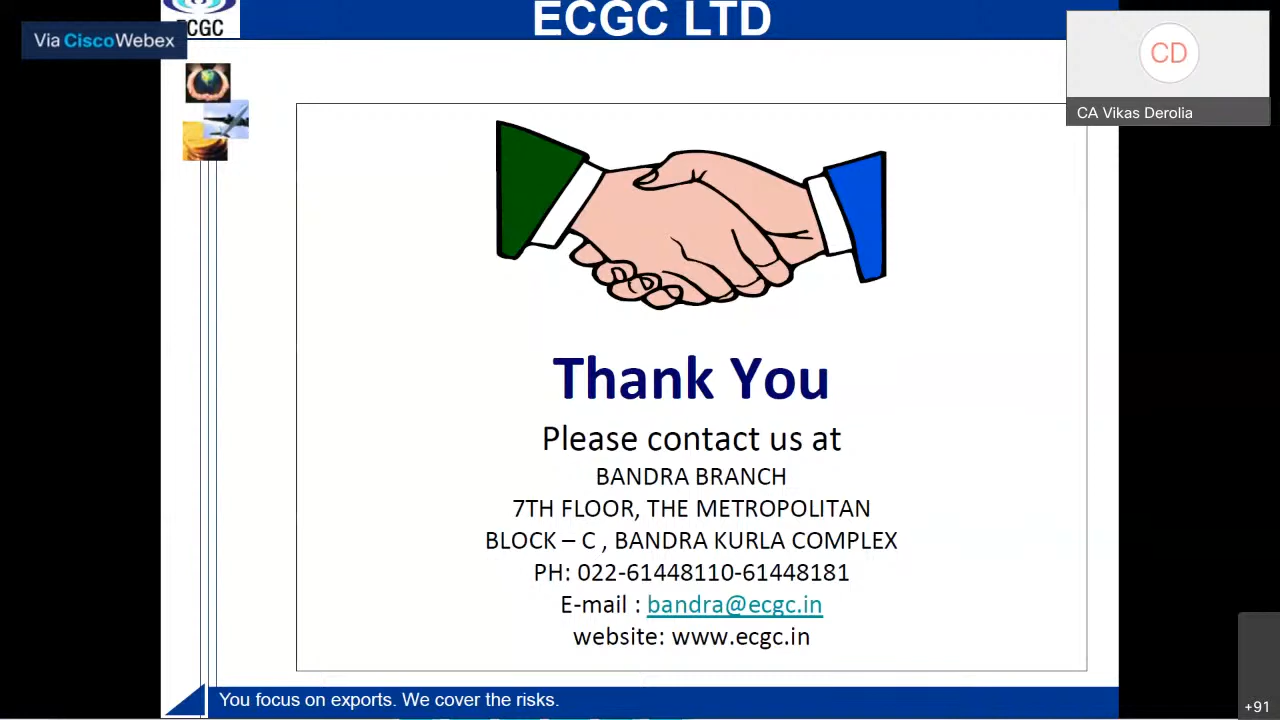 ECGC
ECGC LTD
Via Cisco Webex
CD
CA Vikas Derolia
Thank You
Please contact us at
BANDRA BRANCH
7TH FLOOR, THE METROPOLITAN
BLOCK – C , BANDRA KURLA COMPLEX
PH: 022-61448110-61448181
E-mail : bandra@ecgc.in
website: www.ecgc.in
You focus on exports. We cover the risks.
+91